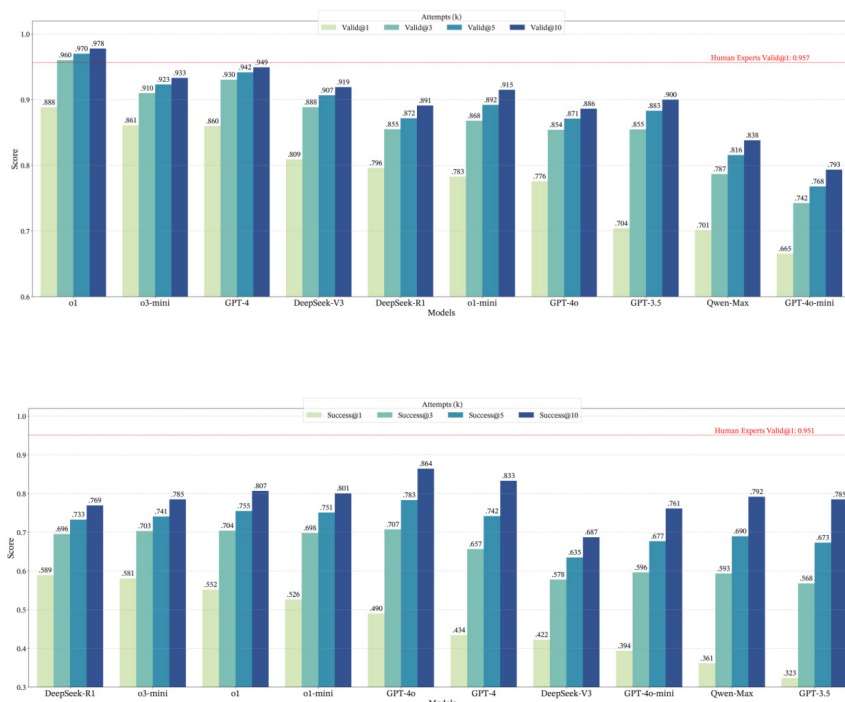 Attempts (k)
Valid@1 Valid@3 Valid@5 Valid@10
1.0
0.9
0.8
0.7
0.6
Score
Human Experts Valid@1: 0.957
.888 .960 .970 .978
.861 .910 .923 .933
.860 .930 .942 .949
.809 .888 .907 .919
.796 .855 .872 .891
.783 .868 .892 .915
.776 .854 .871 .886
.704 .855 .883 .900
.701 .787 .816 .838
.665 .742 .768 .793
o1 o3-mini GPT-4 DeepSeek-V3 DeepSeek-R1 o1-mini GPT-4o GPT-3.5 Qwen-Max GPT-4o-mini
Models
Attempts (k)
Success@1 Success@3 Success@5 Success@10
1.0
0.9
0.8
0.7
0.6
0.5
0.4
0.3
Score
Human Experts Valid@1: 0.951
.589 .696 .733 .769
.581 .703 .741 .785
.552 .704 .755 .807
.526 .698 .751 .801
.490 .707 .783 .864
.434 .657 .742 .833
.422 .578 .635 .687
.394 .596 .677 .761
.361 .593 .690 .792
.323 .568 .673 .785
DeepSeek-R1 o3-mini o1 o1-mini GPT-4o GPT-4 DeepSeek-V3 GPT-4o-mini Qwen-Max GPT-3.5
Models